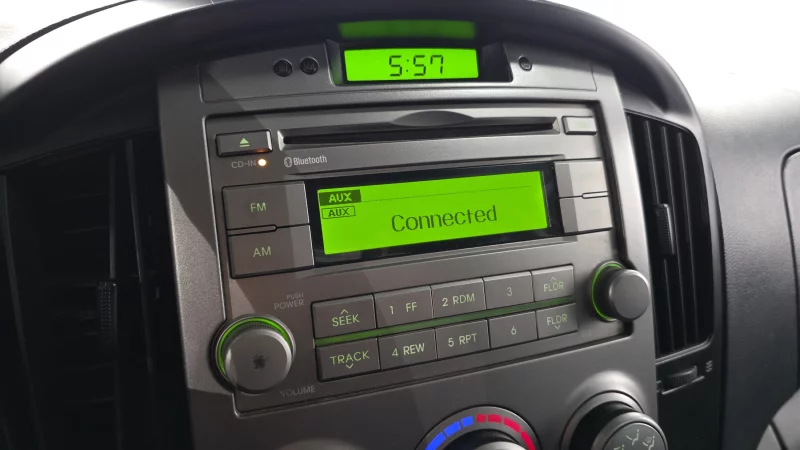 5:57
CD-IN
Bluetooth
AUX
AUX
Connected
FM
AM
PUSH
POWER
VOLUME
SEEK
1 FF
2 RDM
3
FLDR
TRACK
4 REW
5 RPT
6
FLDR